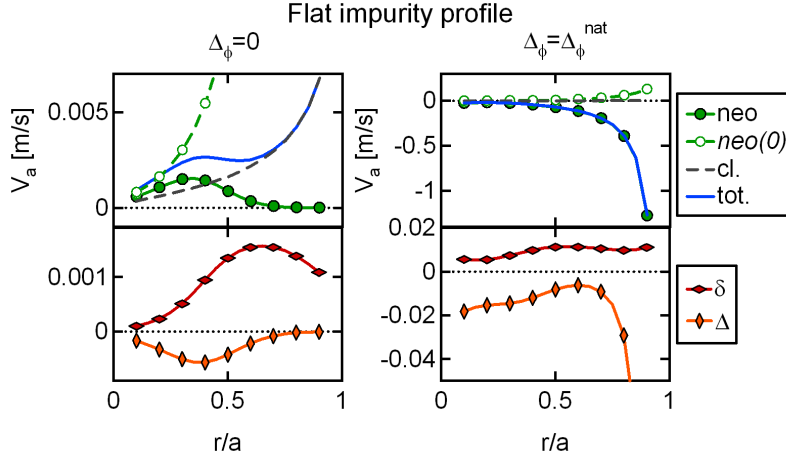 Flat impurity profile
Δϕ=0
Δϕ=Δϕnat
Va [m/s]
0.005
0
Va [m/s]
0
-0.5
-1
neo
neo(0)
cl.
tot.
0.001
0
0.02
0
-0.02
-0.04
δ
Δ
0
0.5
1
0
0.5
1
r/a
r/a